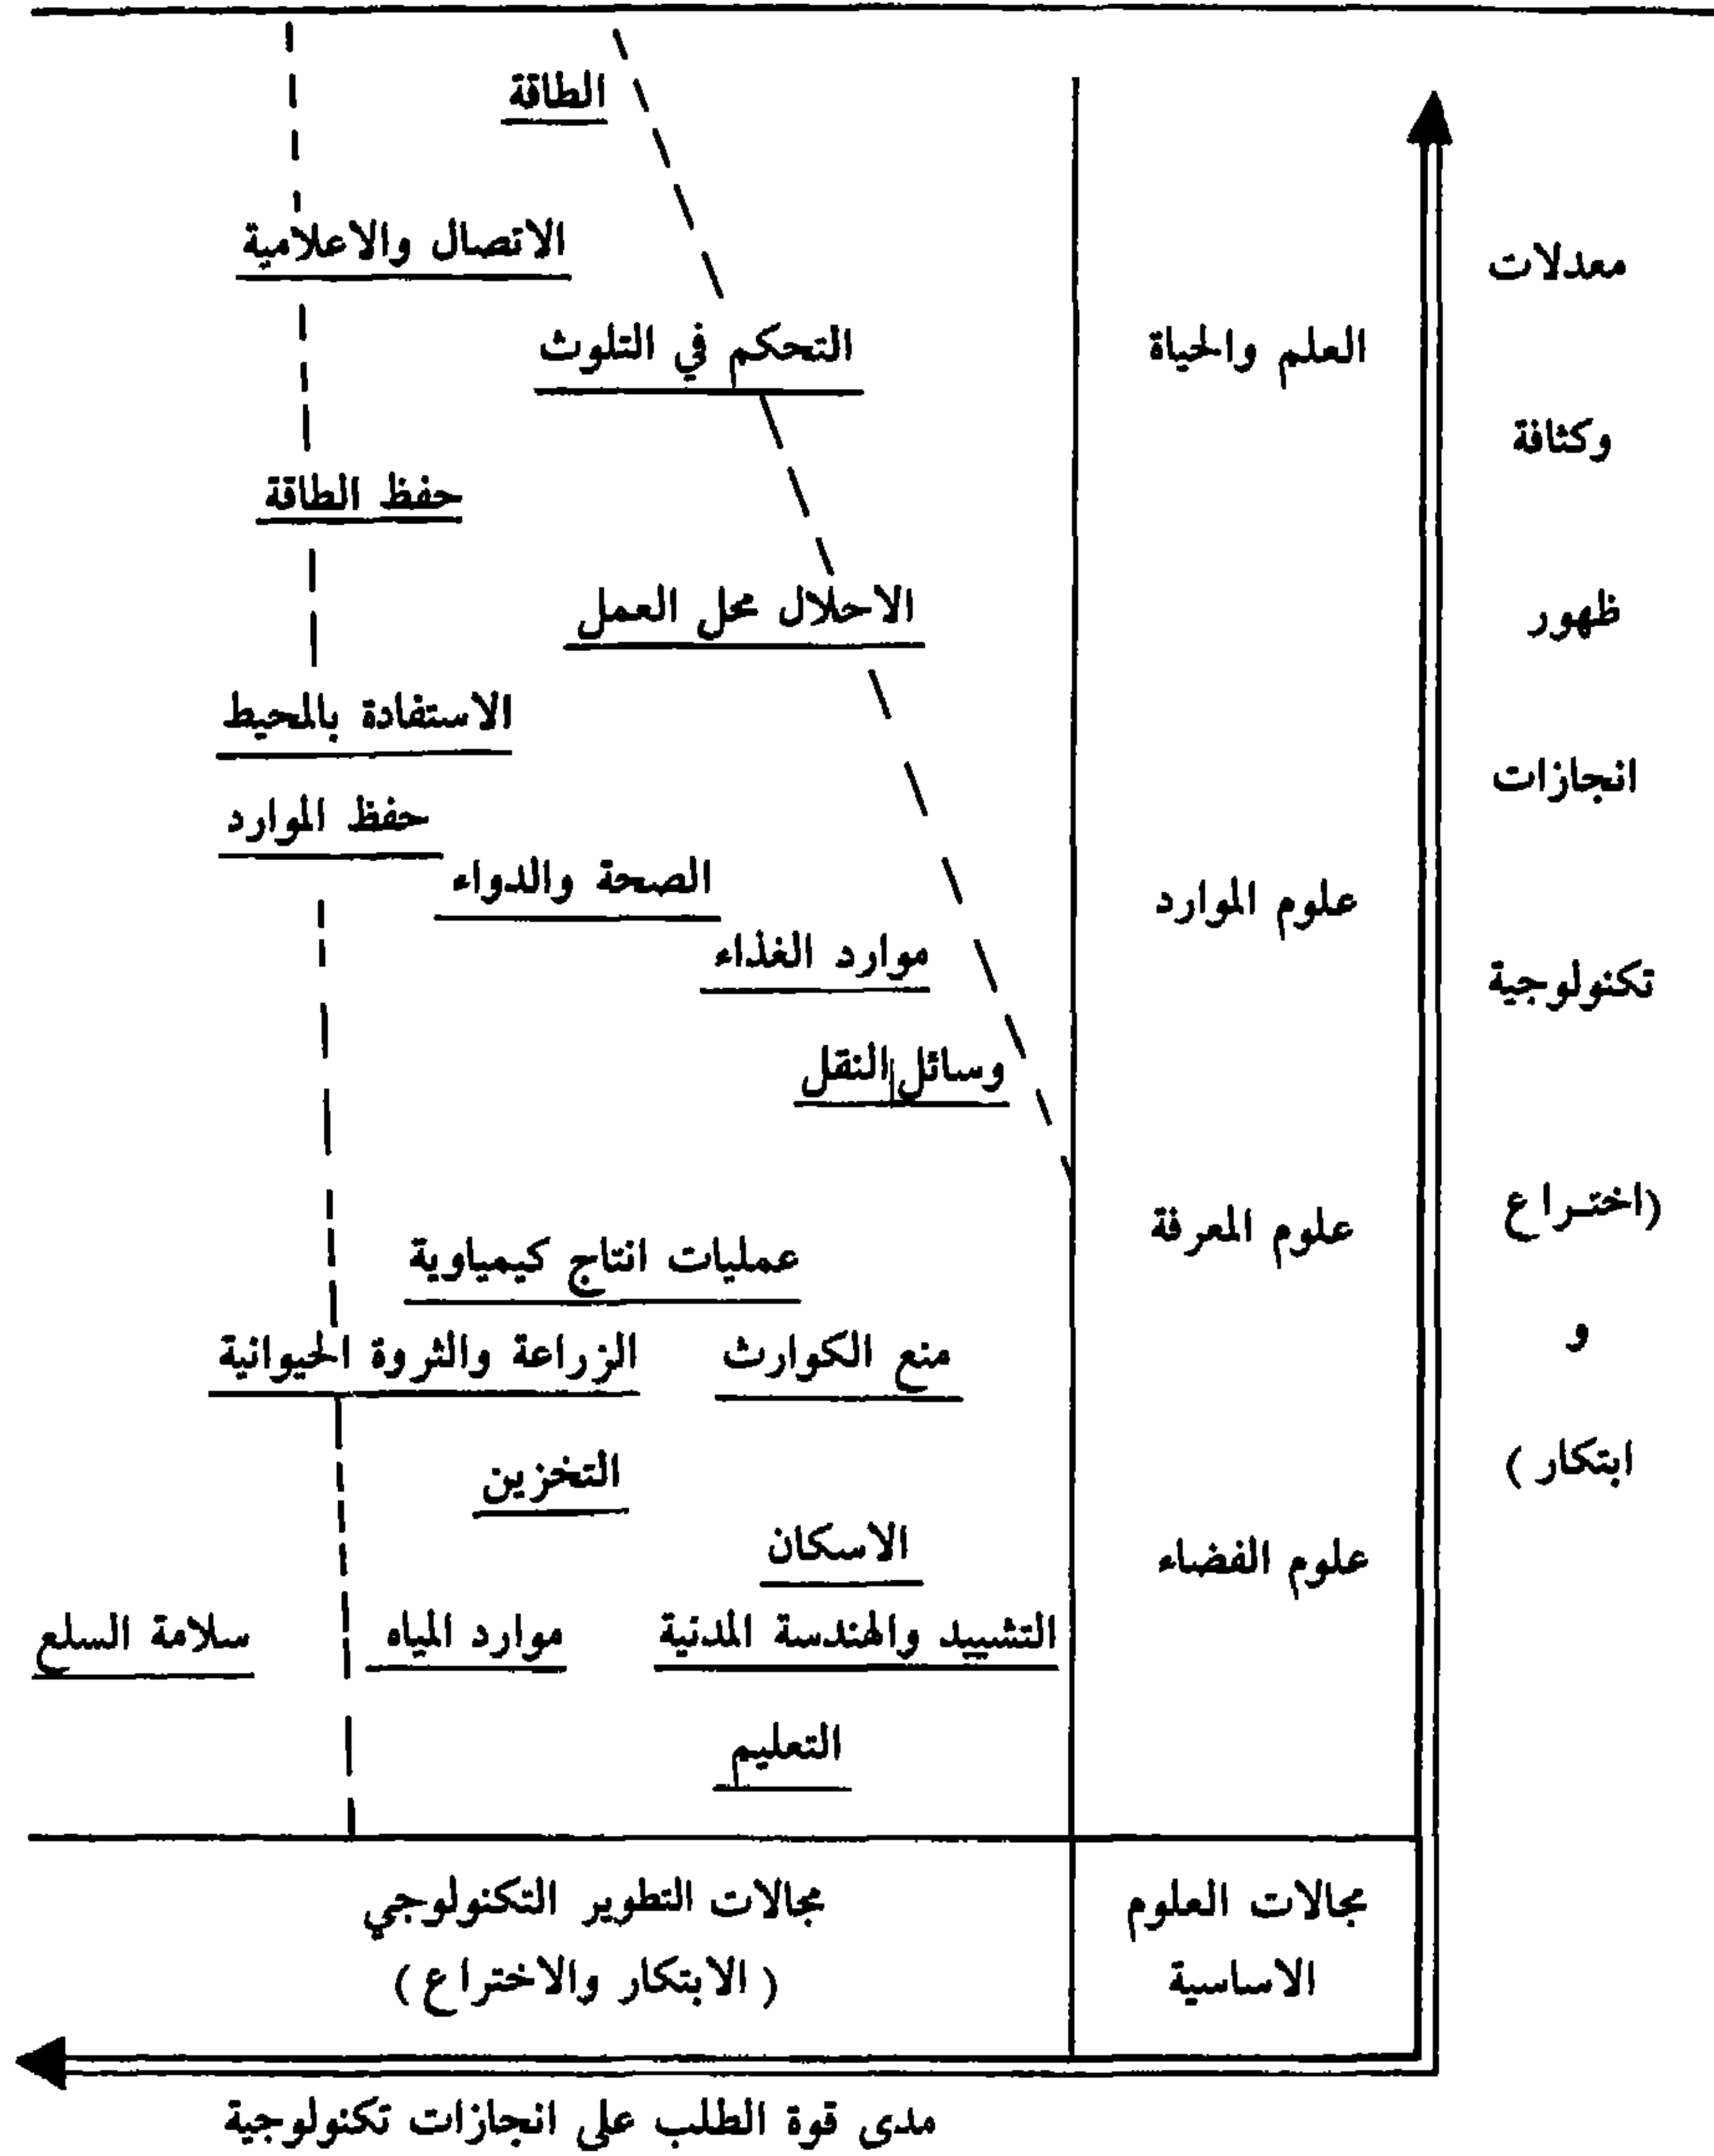 معدلات
وكثافة
ظهور
انجازات
تكنولوجية
(اختراع
و
ابتكار)
العلم والحياة
علوم الموارد
علوم المعرفة
علوم الفضاء
مجالات العلوم
الاساسية
الطاقة
الاتصال والاعلامية
التحكم في التلوث
حفظ الطاقة
الاحلال محل العمل
الاستفادة بالمحيط
حفظ الموارد
الصحة والدواء
موارد الغذاء
وسائل النقل
عمليات انتاج كيمياوية
منع الكوارث
الزراعة والثروة الحيوانية
التخزين
الاسكان
التشييد والهندسة المدنية
موارد المياه
سلامة السلع
التعليم
مجالات التطوير التكنولوجي
(الابتكار والاختراع)
مدى قوة الطلب على انجازات تكنولوجية